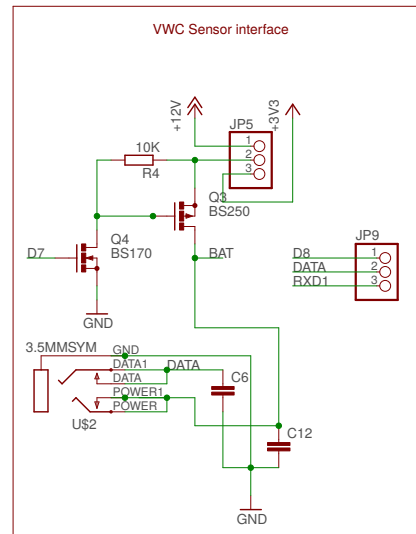 VWC Sensor interface
+12V
+3V3
JP5
1
2
3
10K
R4
Q3
BS250
Q4
BS170
D7
GND
BAT
JP9
D8
DATA
RXD1
1
2
3
3.5MMSYM
GND
DATA1
DATA
DATA
POWER1
POWER
U$2
C6
C12
GND